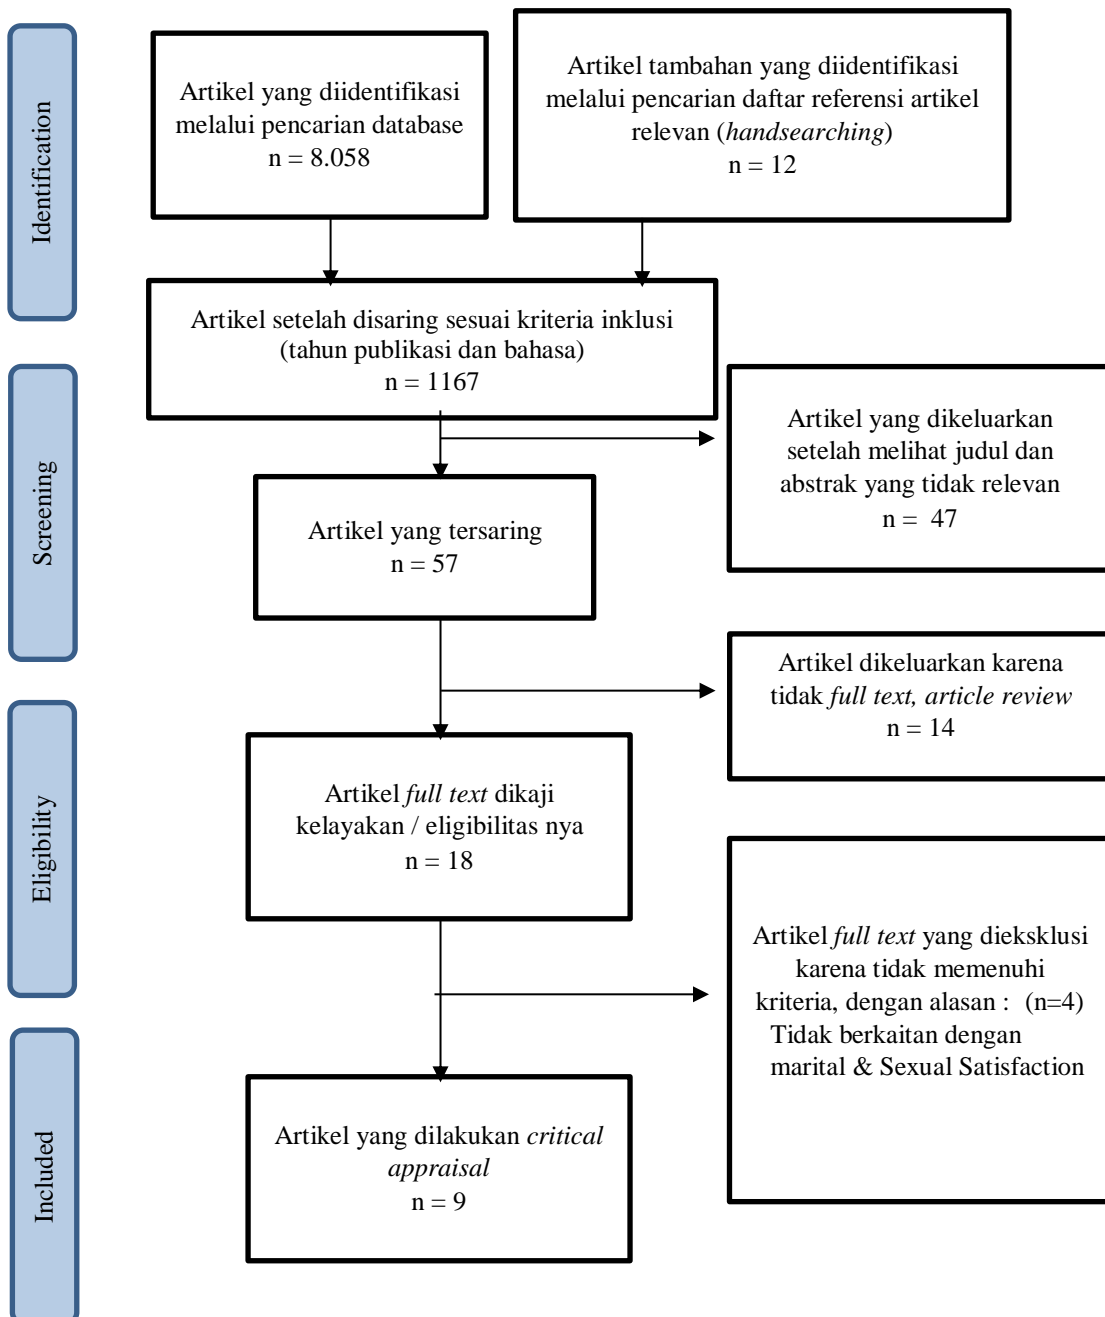 Identification
Artikel yang diidentifikasi
melalui pencarian database
n = 8.058
Artikel tambahan yang diidentifikasi
melalui pencarian daftar referensi artikel
relevan (handsearching)
n = 12
Artikel setelah disaring sesuai kriteria inklusi
(tahun publikasi dan bahasa)
n = 1167
Screening
Artikel yang dikeluarkan
setelah melihat judul dan
abstrak yang tidak relevan
n = 47
Artikel yang tersaring
n = 57
Artikel dikeluarkan karena
tidak full text, article review
n = 14
Eligibility
Artikel full text dikaji
kelayakan / eligibilitas nya
n = 18
Artikel full text yang dieksklusi
karena tidak memenuhi
kriteria, dengan alasan : (n=4)
Tidak berkaitan dengan
marital & Sexual Satisfaction
Included
Artikel yang dilakukan critical
appraisal
n = 9